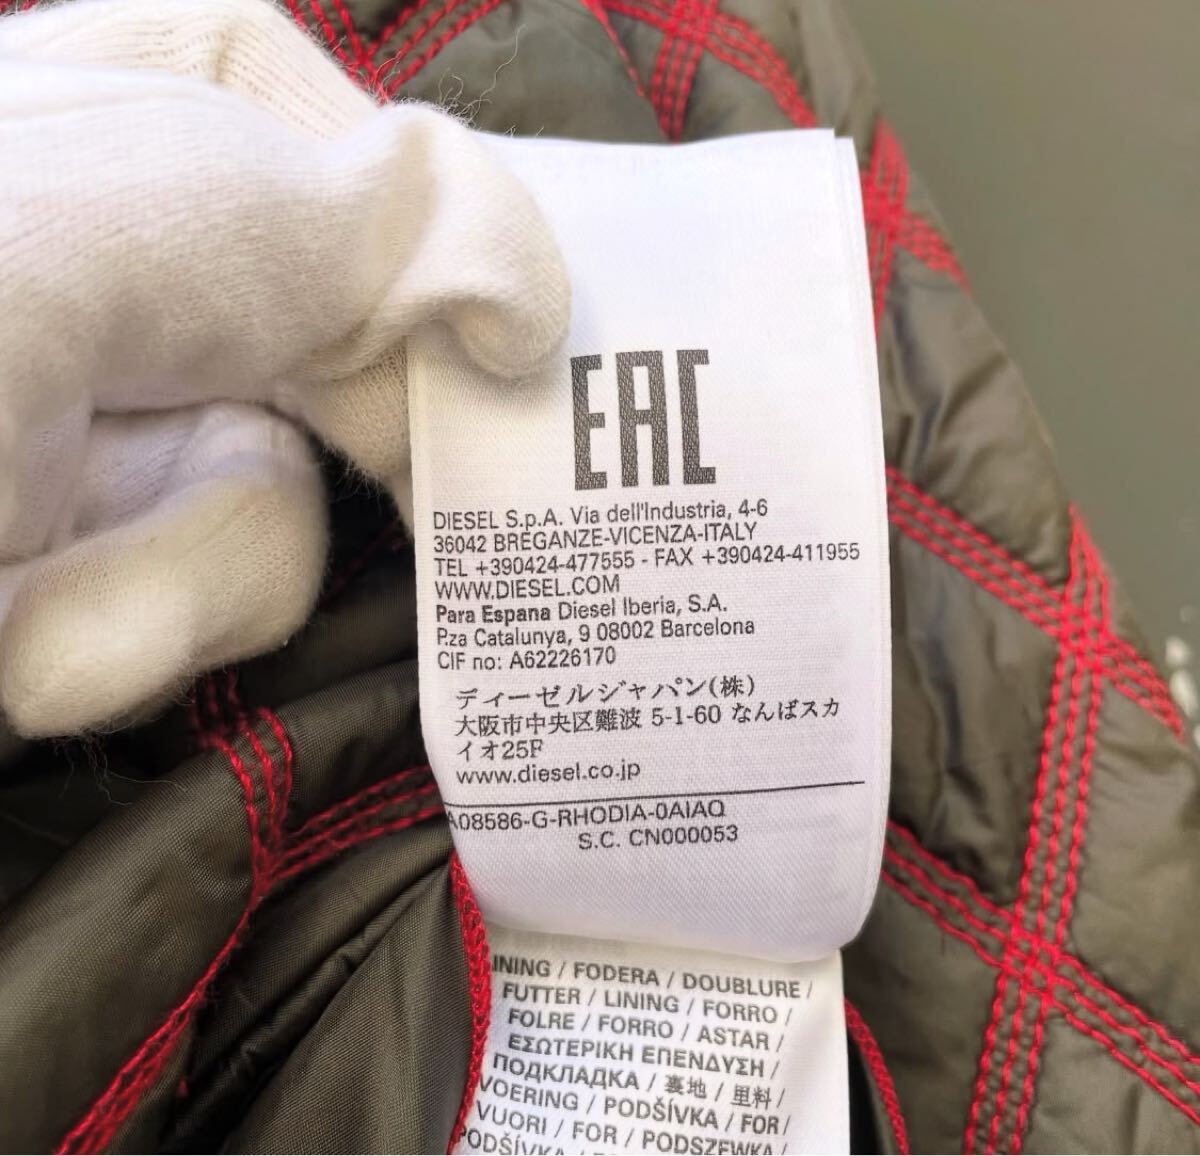 EAC
DIESEL S.p.A. Via dell'Industria, 4-6
36042 BREGANZE-VICENZA-ITALY
TEL +390424-477555 - FAX +390424-411955
WWW.DIESEL.COM
Para Espana Diesel Iberia, S.A.
P.za Catalunya, 9 08002 Barcelona
CIF no: A62226170
ディーゼルジャパン(株)
大阪市中央区難波 5-1-60 なんばスカ
イオ25F
www.diesel.co.jp
A08586-G-RHODIA-0AIAQ
S.C. CN000053
INING / FODERA / DOUBLURE /
FUTTER / LINING / FORRO /
FOLRE / FORRO / ASTAR /
ΕΣΩΤΕΡΙΚΗ ΕΠΕΝΔΥΣΗ /
ПОДКЛАДКА / 裏地 / 里料 /
VOERING / PODŠÍVKA / FOR /
VUORI / FOR / PODSZEWKA /
PODŠÍVKA /